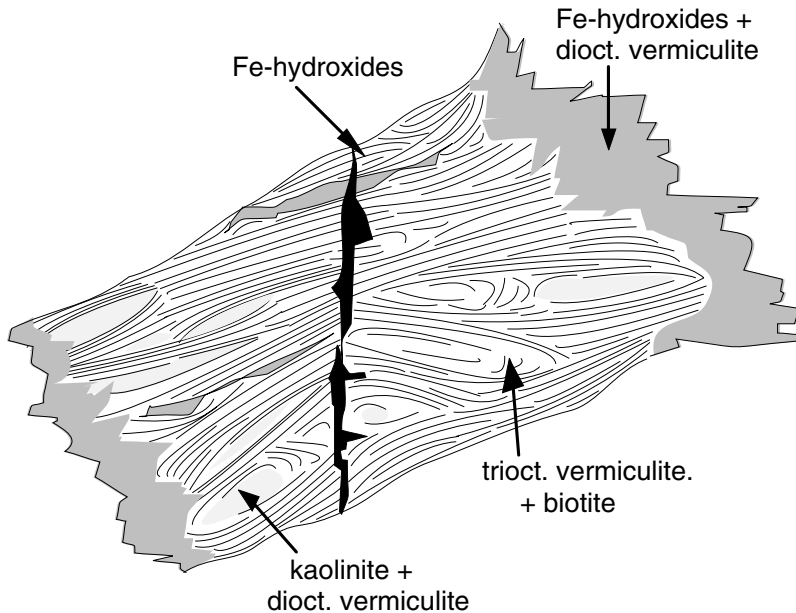 Fe-hydroxides
Fe-hydroxides +
dioct. vermiculite
trioct. vermiculite.
+ biotite
kaolinite +
dioct. vermiculite